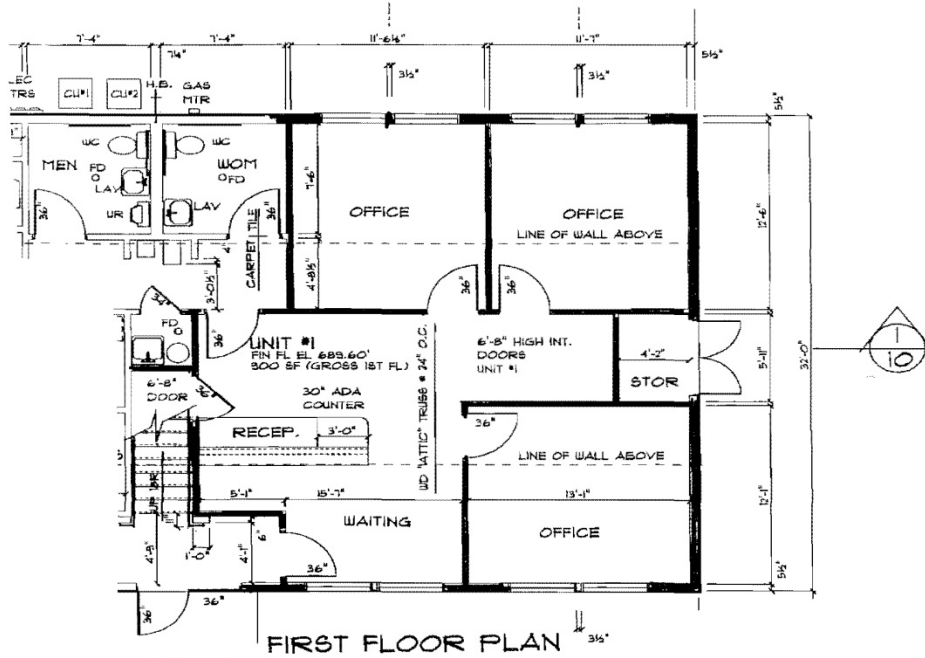 7'-4"
7'-4"
11'-6½"
11'-7"
7¼"
3½"
3½"
5½"
CU#1
CU#2
H.B.
GAS
MTR
5½"
WC
WC
MEN
FD
LAV
WOM
FD
UR
LAV
36"
36"
4"
CARPET TILE
7'-6"
OFFICE
OFFICE
LINE OF WALL ABOVE
12'-6"
3'-0½"
4'-8½"
36"
36"
34"
FD
36"
UNIT #1
FIN FL EL 689.60'
900 SF (GROSS 1ST FL)
6'-8" HIGH INT.
DOORS
UNIT #1
4'-2"
STOR
5'-11"
32'-0"
1
10
6'-8"
DOOR
36"
30" ADA
COUNTER
WD "ATTIC" TRUSS @ 24" O.C.
RECEP.
3'-0"
36"
LINE OF WALL ABOVE
5'-1"
15'-7"
13'-1"
12'-1"
WAITING
OFFICE
4'-9"
1'-0"
4'-1"
6"
36"
36"
36"
5½"
FIRST FLOOR PLAN
3½"